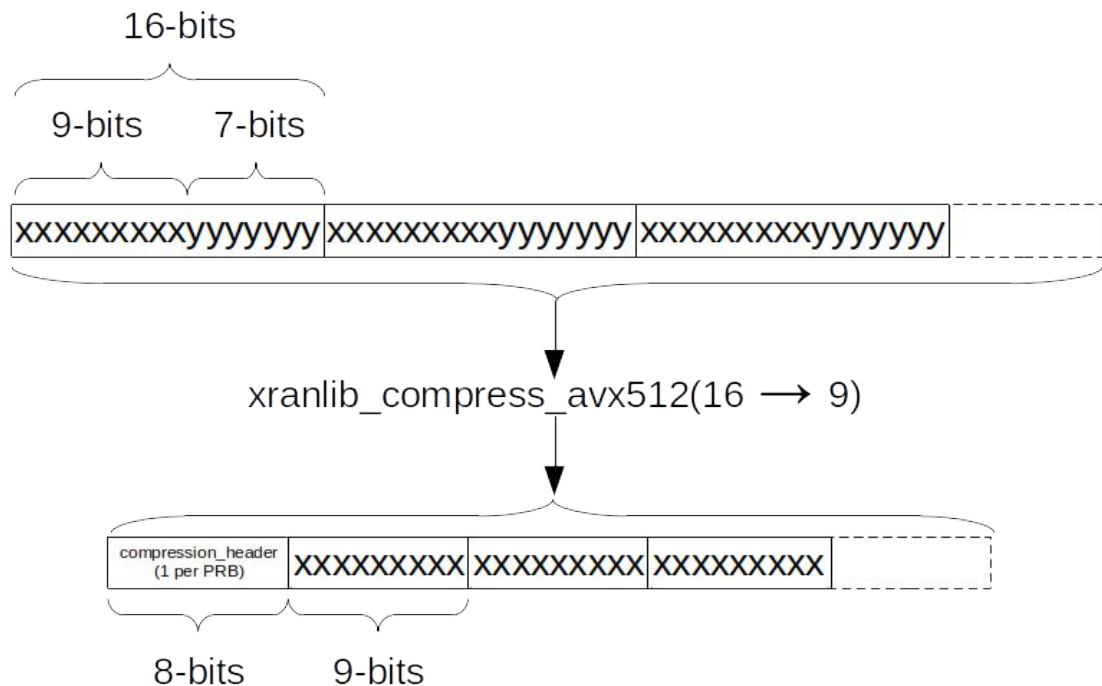 16-bits
9-bits 7-bits
xxxxxxxxxyyyyyyy xxxxxxxxxyyyyyyy xxxxxxxxxyyyyyyy
xranlib_compress_avx512(16 → 9)
compression_header
(1 per PRB)
xxxxxxxxx xxxxxxxxx xxxxxxxxx
8-bits 9-bits